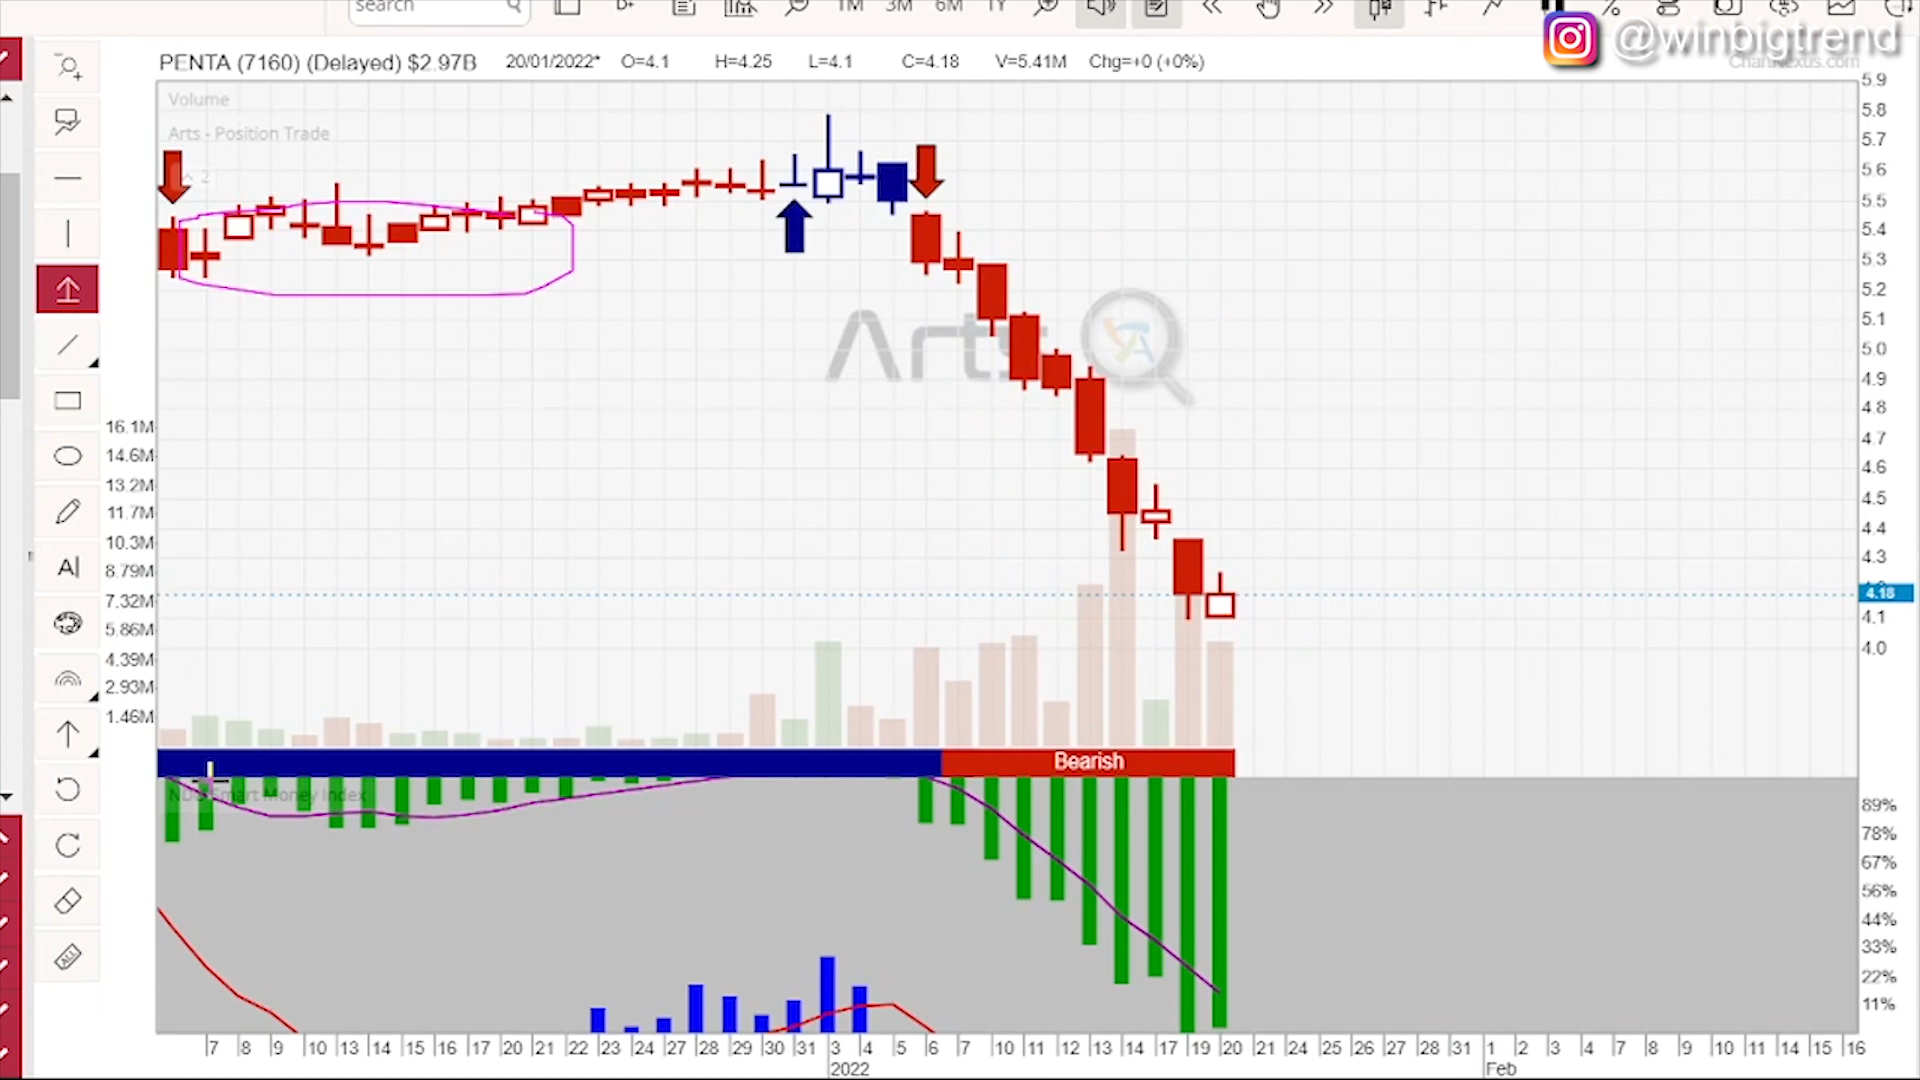 search
1M 3M 6M 1Y
@winbigtrend
ChartNexus.com
PENTA (7160) (Delayed) $2.97B 20/01/2022* O=4.1 H=4.25 L=4.1 C=4.18 V=5.41M Chg=+0 (+0%)
Volume
Arts - Position Trade
2
Arts
5.9
5.8
5.7
5.6
5.5
5.4
5.3
5.2
5.1
5.0
4.9
4.8
4.7
4.6
4.5
4.4
4.3
4.18
4.1
4.0
16.1M
14.6M
13.2M
11.7M
10.3M
8.79M
7.32M
5.86M
4.39M
2.93M
1.46M
A
ALL
Bearish
Smart Money Index
89%
78%
67%
56%
44%
33%
22%
11%
7 8 9 10 13 14 15 16 17 20 21 22 23 24 27 28 29 30 31 3 4 5 6 7 10 11 12 13 14 17 19 20 21 24 25 26 27 28 31 1 2 3 4 7 8 9 10 11 14 15 16
2022 Feb